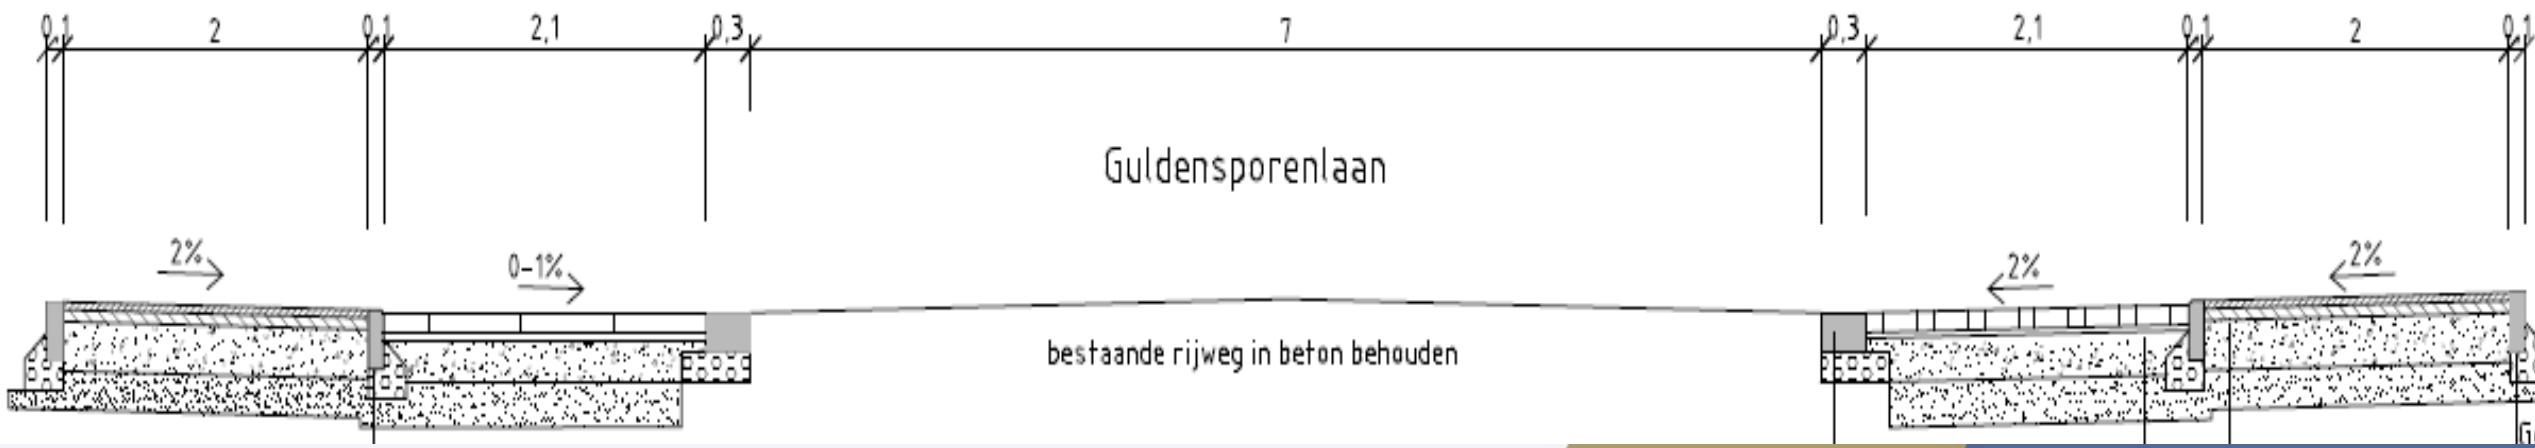 0,1 2 0,1 2,1 0,3 7 0,3 2,1 0,1 2 0,1
Guldensporenlaan
2% 0-1% 2% 2%
bestaande rijweg in beton behouden